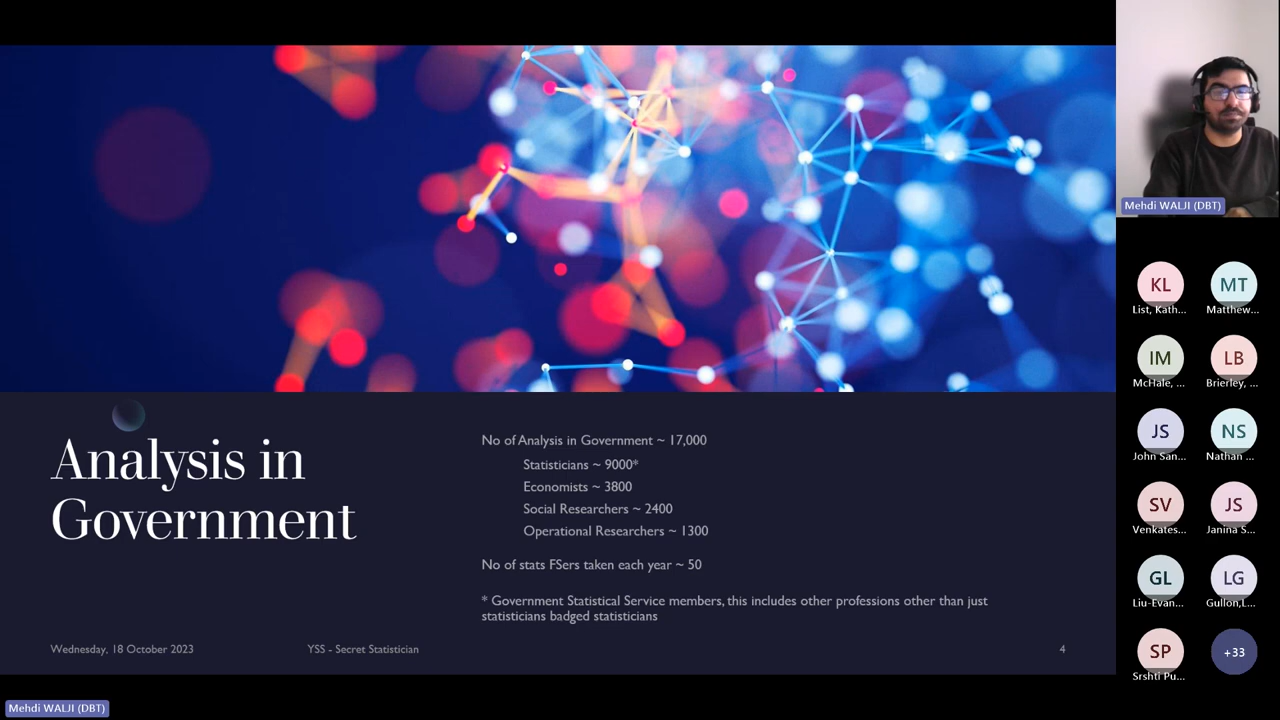 Analysis in
Government
No of Analysis in Government ~ 17,000
Statisticians ~ 9000*
Economists ~ 3800
Social Researchers ~ 2400
Operational Researchers ~ 1300
No of stats FSers taken each year ~ 50
* Government Statistical Service members, this includes other professions other than just
statisticians badged statisticians
Wednesday, 18 October 2023
YSS - Secret Statistician
4
Mehdi WALJI (DBT)
Mehdi WALJI (DBT)
KL
MT
List, Kath...
Matthew...
IM
LB
McHale, ...
Brierley, ...
JS
NS
John San...
Nathan ...
SV
JS
Venkates...
Janina S...
GL
LG
Liu-Evan...
Gullon,L...
SP
+33
Srshti Pu...